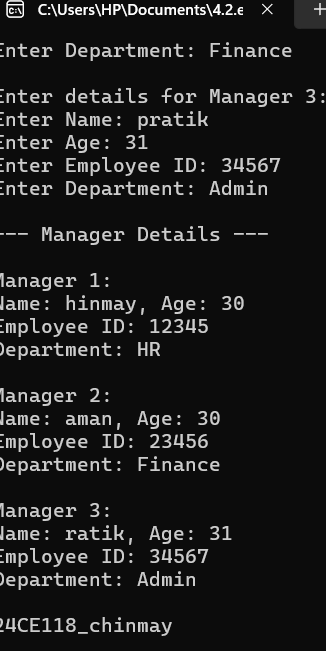 C:\Users\HP\Documents\4.2.e
Enter Department: Finance
Enter details for Manager 3:
Enter Name: pratik
Enter Age: 31
Enter Employee ID: 34567
Enter Department: Admin
--- Manager Details ---
Manager 1:
Name: hinmay, Age: 30
Employee ID: 12345
Department: HR
Manager 2:
Name: aman, Age: 30
Employee ID: 23456
Department: Finance
Manager 3:
Name: ratik, Age: 31
Employee ID: 34567
Department: Admin
24CE118_chinmay